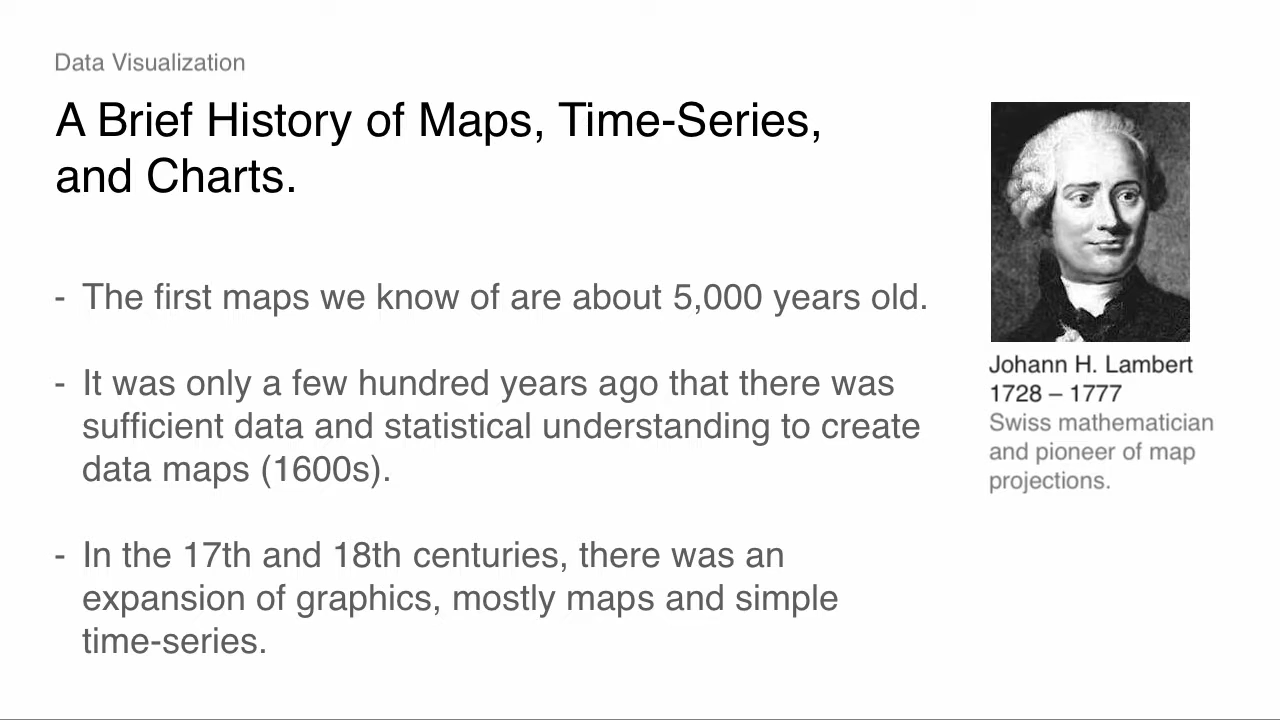 Data Visualization
A Brief History of Maps, Time-Series,
and Charts.
- The first maps we know of are about 5,000 years old.
- It was only a few hundred years ago that there was
sufficient data and statistical understanding to create
data maps (1600s).
- In the 17th and 18th centuries, there was an
expansion of graphics, mostly maps and simple
time-series.
Johann H. Lambert
1728 – 1777
Swiss mathematician
and pioneer of map
projections.